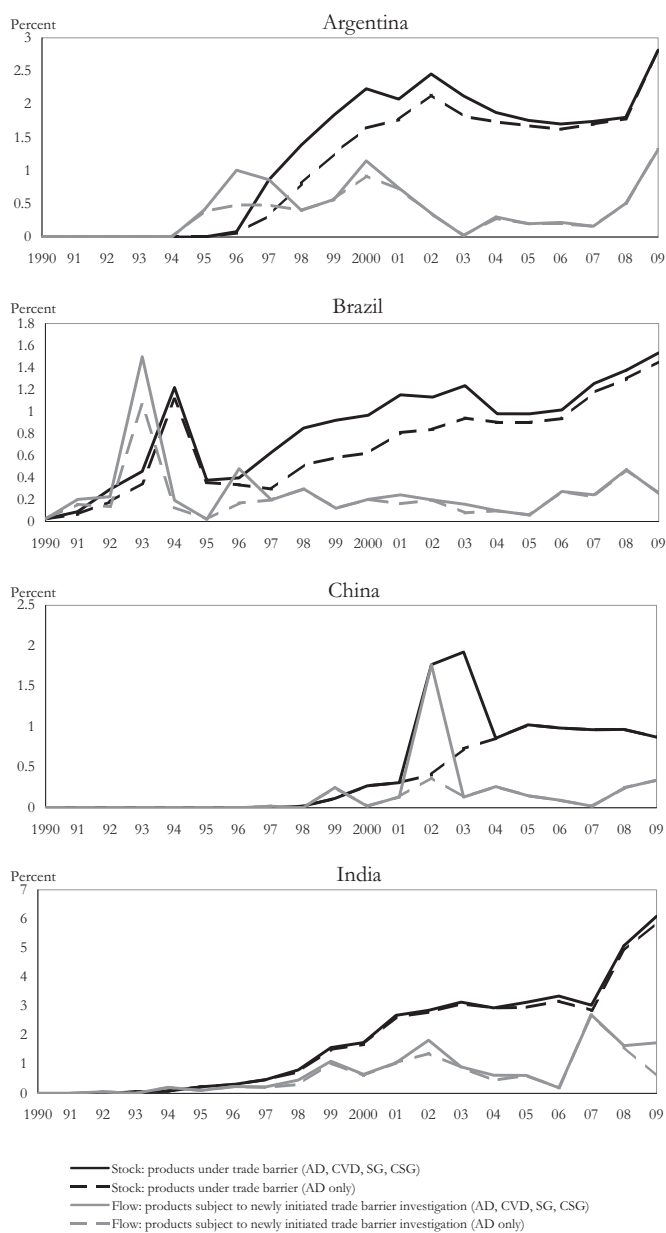 Argentina
Percent
3
2.5
2
1.5
1
0.5
0
1990 91 92 93 94 95 96 97 98 99 2000 01 02 03 04 05 06 07 08 09
Brazil
Percent
1.8
1.6
1.4
1.2
1
0.8
0.6
0.4
0.2
0
1990 91 92 93 94 95 96 97 98 99 2000 01 02 03 04 05 06 07 08 09
China
Percent
2.5
2
1.5
1
0.5
0
1990 91 92 93 94 95 96 97 98 99 2000 01 02 03 04 05 06 07 08 09
India
Percent
7
6
5
4
3
2
1
0
1990 91 92 93 94 95 96 97 98 99 2000 01 02 03 04 05 06 07 08 09
Stock: products under trade barrier (AD, CVD, SG, CSG)
Stock: products under trade barrier (AD only)
Flow: products subject to newly initiated trade barrier investigation (AD, CVD, SG, CSG)
Flow: products subject to newly initiated trade barrier investigation (AD only)